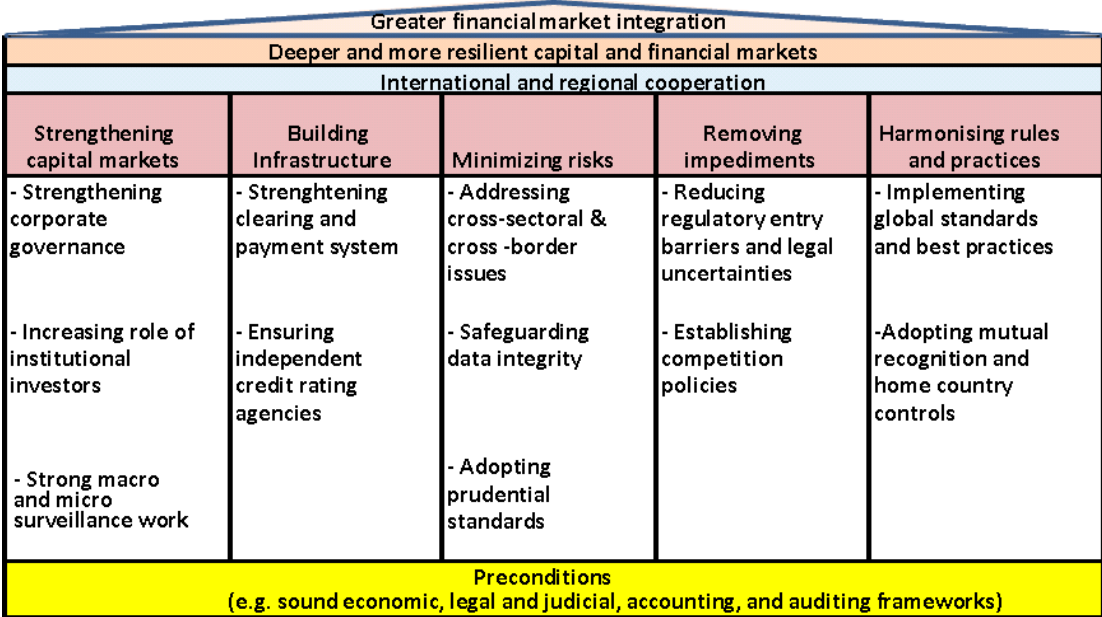 Greater financial market integration
Deeper and more resilient capital and financial markets
International and regional cooperation
Strengthening
capital markets
- Strengthening
corporate
governance
- Increasing role of
institutional
investors
- Strong macro
and micro
surveillance work
Building
Infrastructure
- Strenghtening
clearing and
payment system
- Ensuring
independent
credit rating
agencies
Minimizing risks
- Addressing
cross-sectoral &
cross -border
issues
- Safeguarding
data integrity
- Adopting
prudential
standards
Removing
impediments
- Reducing
regulatory entry
barriers and legal
uncertainties
- Establishing
competition
policies
Harmonising rules
and practices
- Implementing
global standards
and best practices
-Adopting mutual
recognition and
home country
controls
Preconditions
(e.g. sound economic, legal and judicial, accounting, and auditing frameworks)